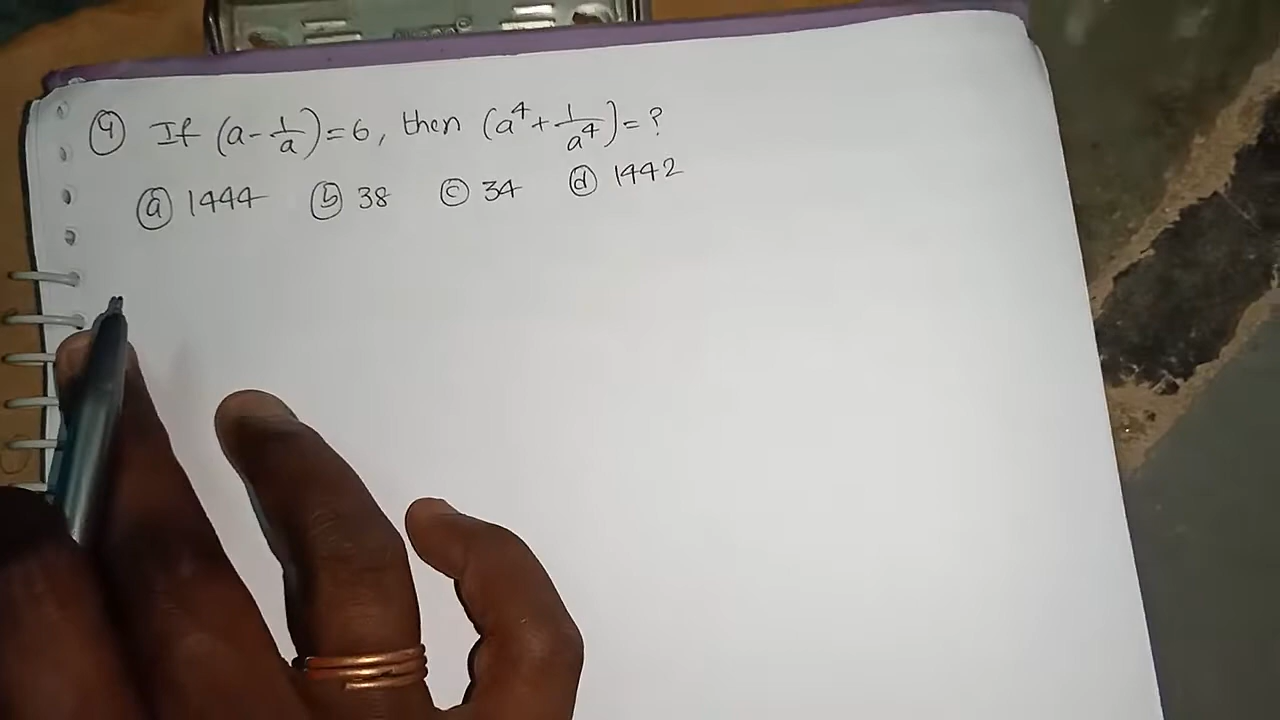 ④ If (a-1/a)=6, then (a⁴+1/a⁴)=?
ⓐ 1444 ⓑ 38 ⓒ 34 ⓓ 1442